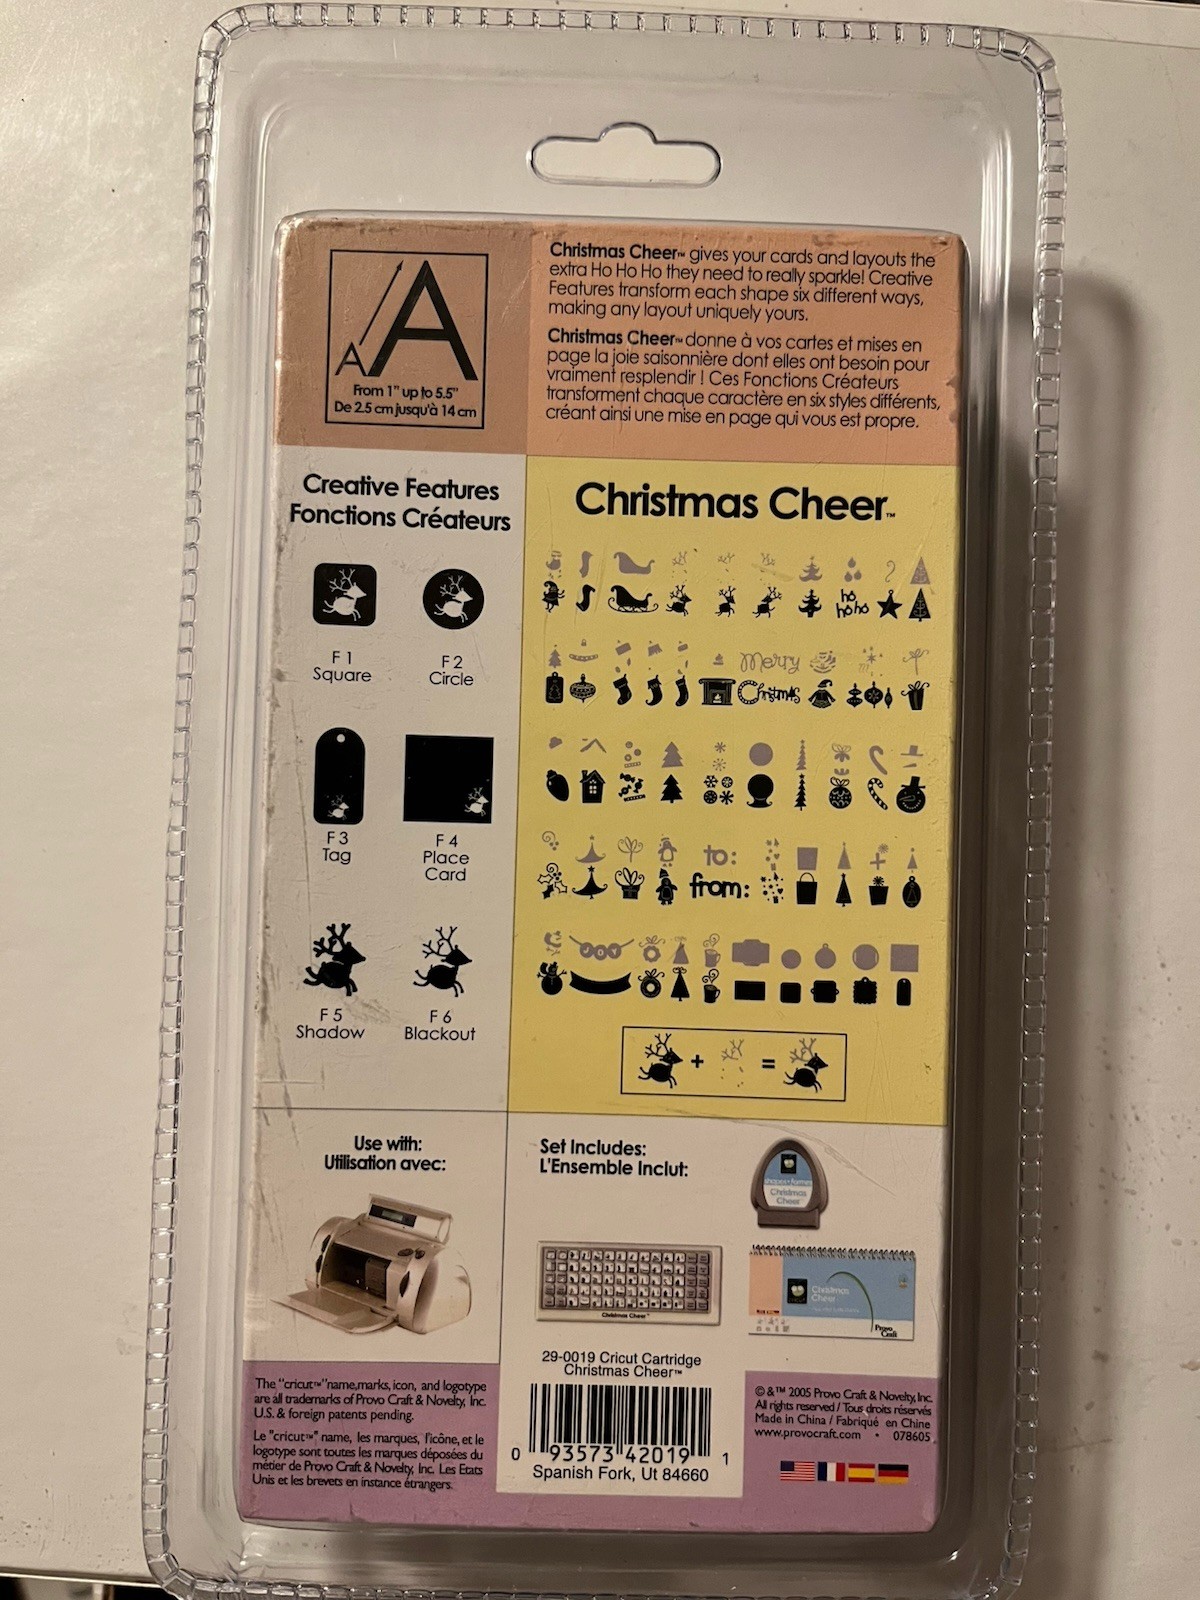 A A
From 1" up to 5.5"
De 2.5 cm jusqu'à 14 cm
Christmas Cheer™ gives your cards and layouts the
extra Ho Ho Ho they need to really sparkle! Creative
Features transform each shape six different ways,
making any layout uniquely yours.
Christmas Cheer™ donne à vos cartes et mises en
page la joie saisonnière dont elles ont besoin pour
vraiment resplendir ! Ces Fonctions Créateurs
transforment chaque caractère en six styles différents,
créant ainsi une mise en page qui vous est propre.
Creative Features
Fonctions Créateurs
F 1
Square
F 2
Circle
F 3
Tag
F 4
Place
Card
F 5
Shadow
F 6
Blackout
Christmas Cheer™
ho
ho ho
merry
Christmas
to:
from:
JOY
+ =
Use with:
Utilisation avec:
Set Includes:
L'Ensemble Inclut:
Christmas
Cheer
Christmas Cheer™
Christmas
Cheer
Provo
Craft
29-0019 Cricut Cartridge
Christmas Cheer™
0 93573 42019 1
Spanish Fork, Ut 84660
The "cricut™" name, marks, icon, and logotype
are all trademarks of Provo Craft & Novelty, Inc.
U.S. & foreign patents pending.
Le "cricut™" name, les marques, l'icône, et le
logotype sont toutes les marques déposées du
métier de Provo Craft & Novelty, Inc. Les Etats
Unis et les brevets en instance étrangers.
© & ™ 2005 Provo Craft & Novelty, Inc.
All rights reserved / Tous droits réservés
Made in China / Fabriqué en Chine
www.provocraft.com • 078605